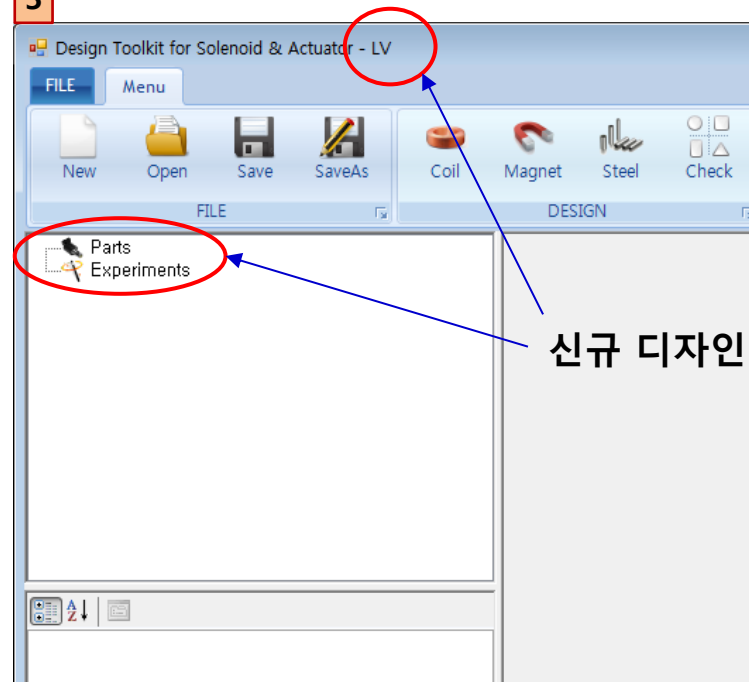 3
Design Toolkit for Solenoid & Actuator - LV
FILE Menu
New Open Save SaveAs Coil Magnet Steel Check
FILE DESIGN
Parts
Experiments
신규 디자인